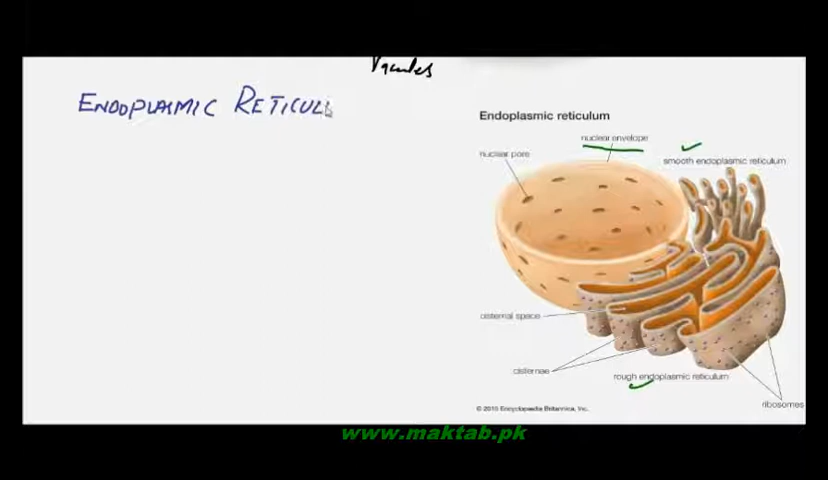 Vacuoles
ENDOPLASMIC RETICUL
Endoplasmic reticulum
nuclear envelope
nuclear pore
smooth endoplasmic reticulum
cisternal space
cisternae
rough endoplasmic reticulum
ribosomes
© 2010 Encyclopædia Britannica, Inc.
www.maktab.pk